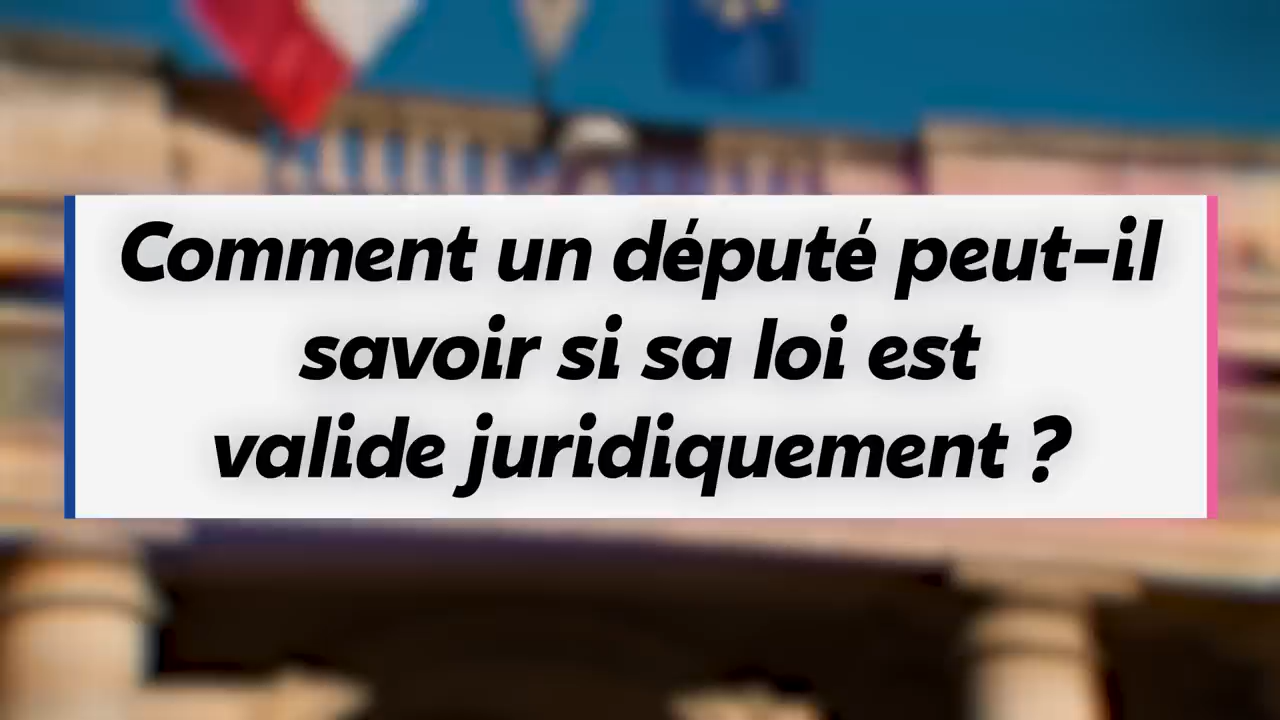 Comment un député peut-il
savoir si sa loi est
valide juridiquement ?